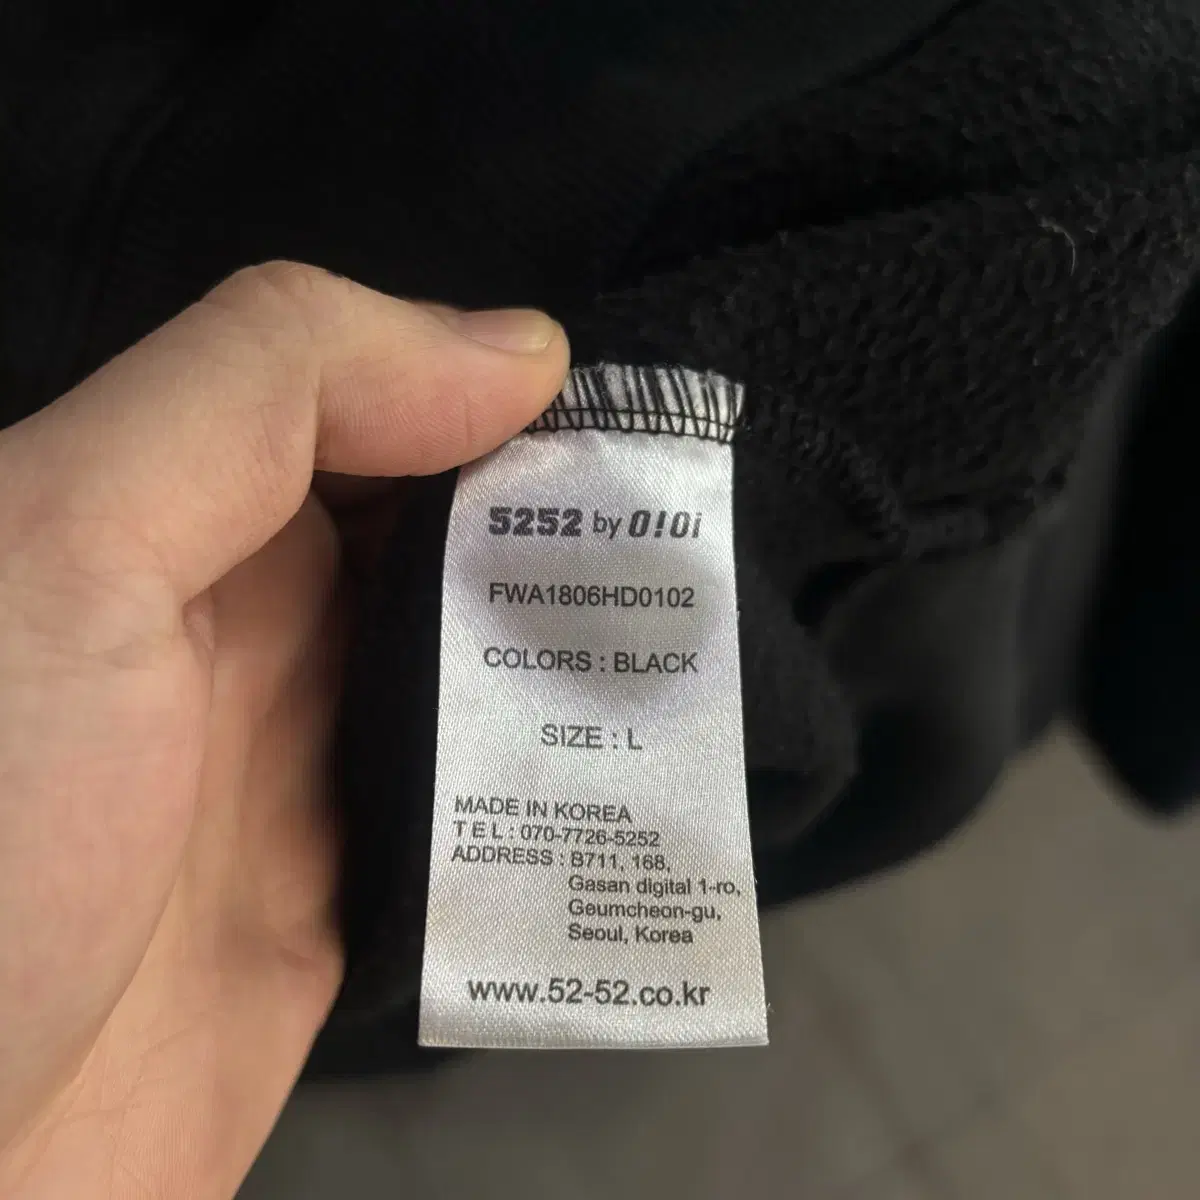 5252 by O!Oi
FWA1806HD0102
COLORS : BLACK
SIZE : L
MADE IN KOREA
TEL : 070-7726-5252
ADDRESS : B711, 168,
Gasan digital 1-ro,
Geumcheon-gu,
Seoul, Korea
www.52-52.co.kr